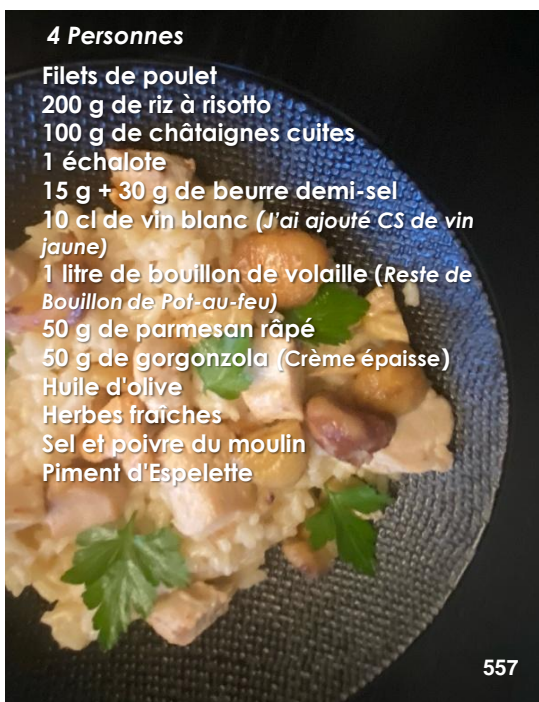 4 Personnes
Filets de poulet
200 g de riz à risotto
100 g de châtaignes cuites
1 échalote
15 g + 30 g de beurre demi-sel
10 cl de vin blanc (J'ai ajouté CS de vin
jaune)
1 litre de bouillon de volaille (Reste de
Bouillon de Pot-au-feu)
50 g de parmesan râpé
50 g de gorgonzola (Crème épaisse)
Huile d'olive
Herbes fraîches
Sel et poivre du moulin
Piment d'Espelette
557